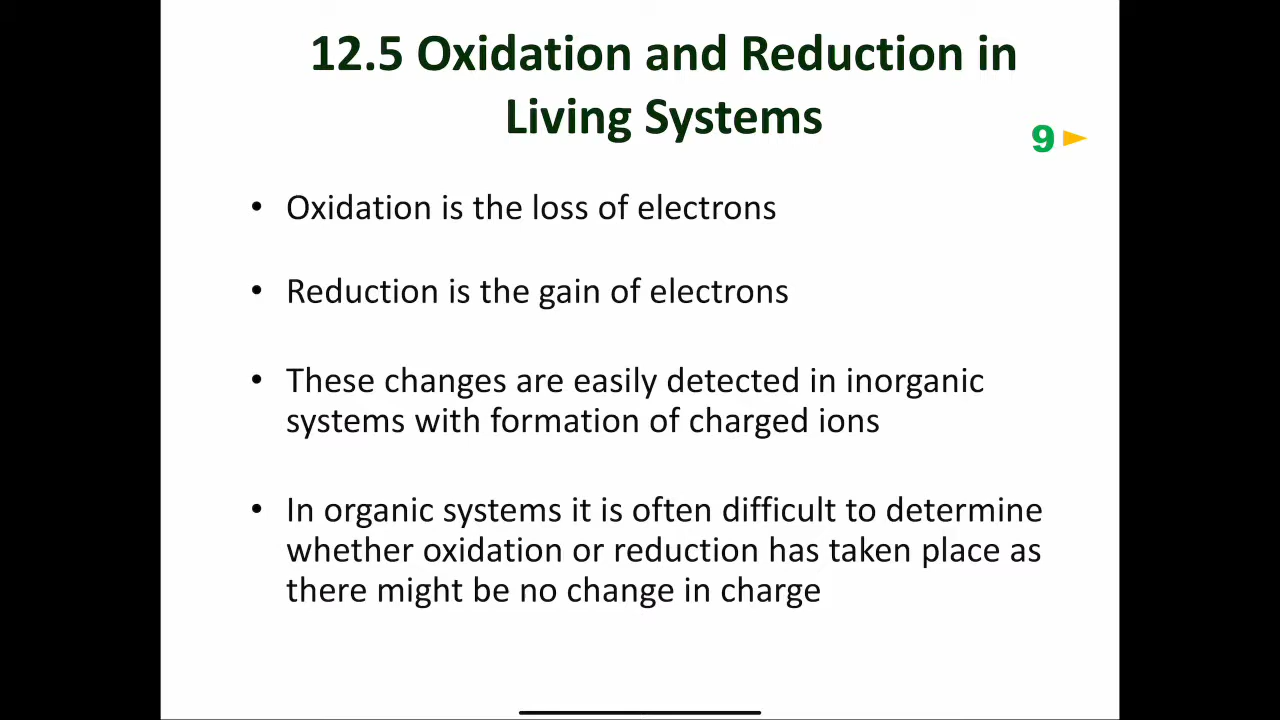 12.5 Oxidation and Reduction in
Living Systems
9
• Oxidation is the loss of electrons
• Reduction is the gain of electrons
• These changes are easily detected in inorganic
systems with formation of charged ions
• In organic systems it is often difficult to determine
whether oxidation or reduction has taken place as
there might be no change in charge